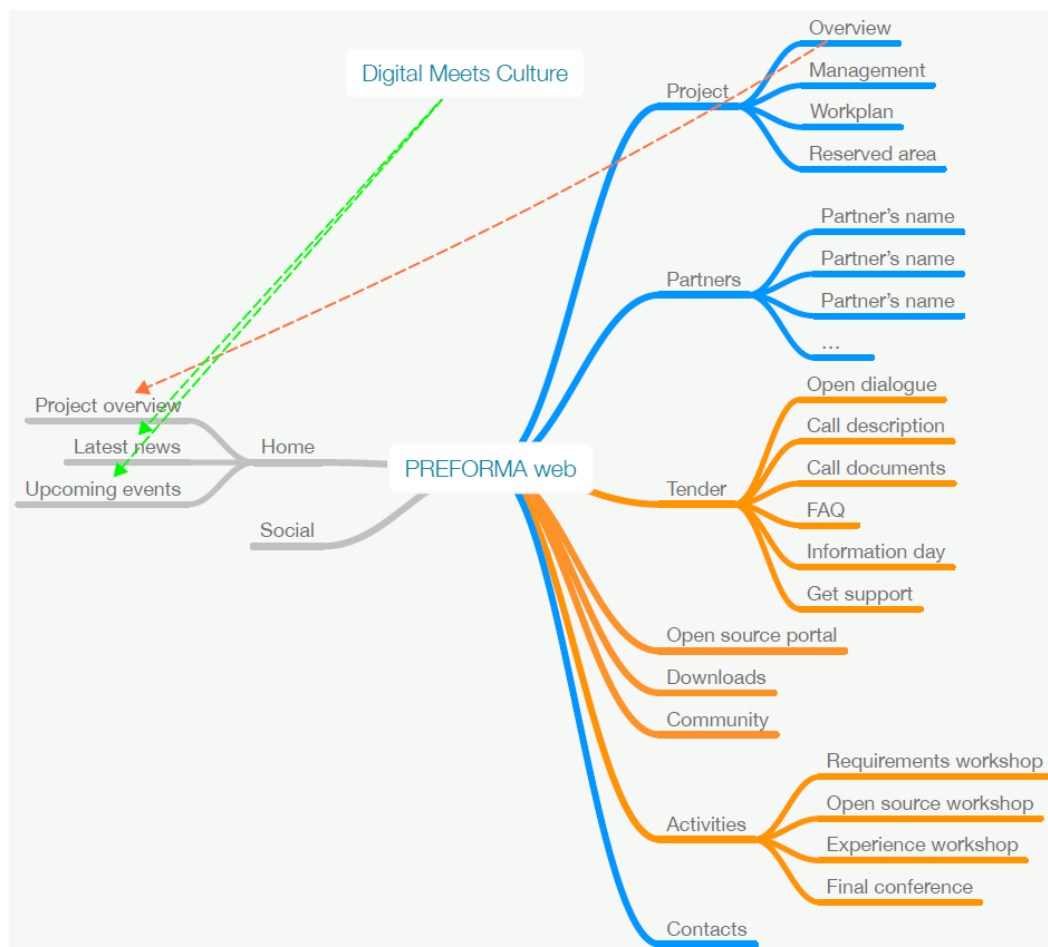 Digital Meets Culture
Project
Overview
Management
Workplan
Reserved area
Partners
Partner’s name
Partner’s name
Partner’s name
...
Project overview
Latest news
Upcoming events
Home
Social
PREFORMA web
Tender
Open dialogue
Call description
Call documents
FAQ
Information day
Get support
Open source portal
Downloads
Community
Activities
Requirements workshop
Open source workshop
Experience workshop
Final conference
Contacts